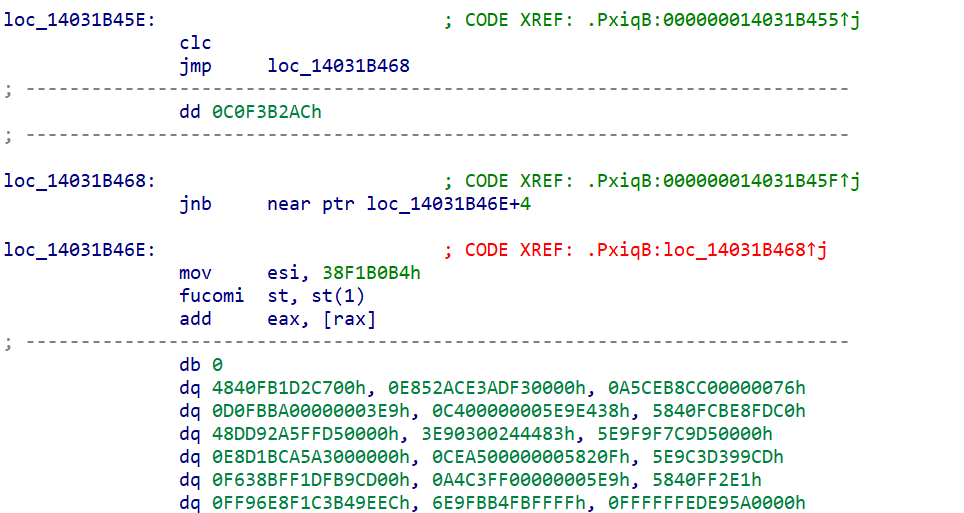 loc_14031B45E: ; CODE XREF: .PxiqB:000000014031B455↑j
clc
jmp loc_14031B468
; ---------------------------------------------------------------------------
dd 0C0F3B2ACh
; ---------------------------------------------------------------------------
loc_14031B468: ; CODE XREF: .PxiqB:000000014031B45F↑j
jnb near ptr loc_14031B46E+4
loc_14031B46E: ; CODE XREF: .PxiqB:loc_14031B468↑j
mov esi, 38F1B0B4h
fucomi st, st(1)
add eax, [rax]
; ---------------------------------------------------------------------------
db 0
dq 4840FB1D2C700h, 0E852ACE3ADF30000h, 0A5CEB8CC00000076h
dq 0D0FBBA00000003E9h, 0C400000005E9E438h, 5840FCBE8FDC0h
dq 48DD92A5FFD50000h, 3E90300244483h, 5E9F9F7C9D50000h
dq 0E8D1BCA5A3000000h, 0CEA500000005820Fh, 5E9C3D399CDh
dq 0F638BFF1DFB9CD00h, 0A4C3FF00000005E9h, 5840FF2E1h
dq 0FF96E8F1C3B49EECh, 6E9FBB4FBFFFFh, 0FFFFFFEDE95A0000h